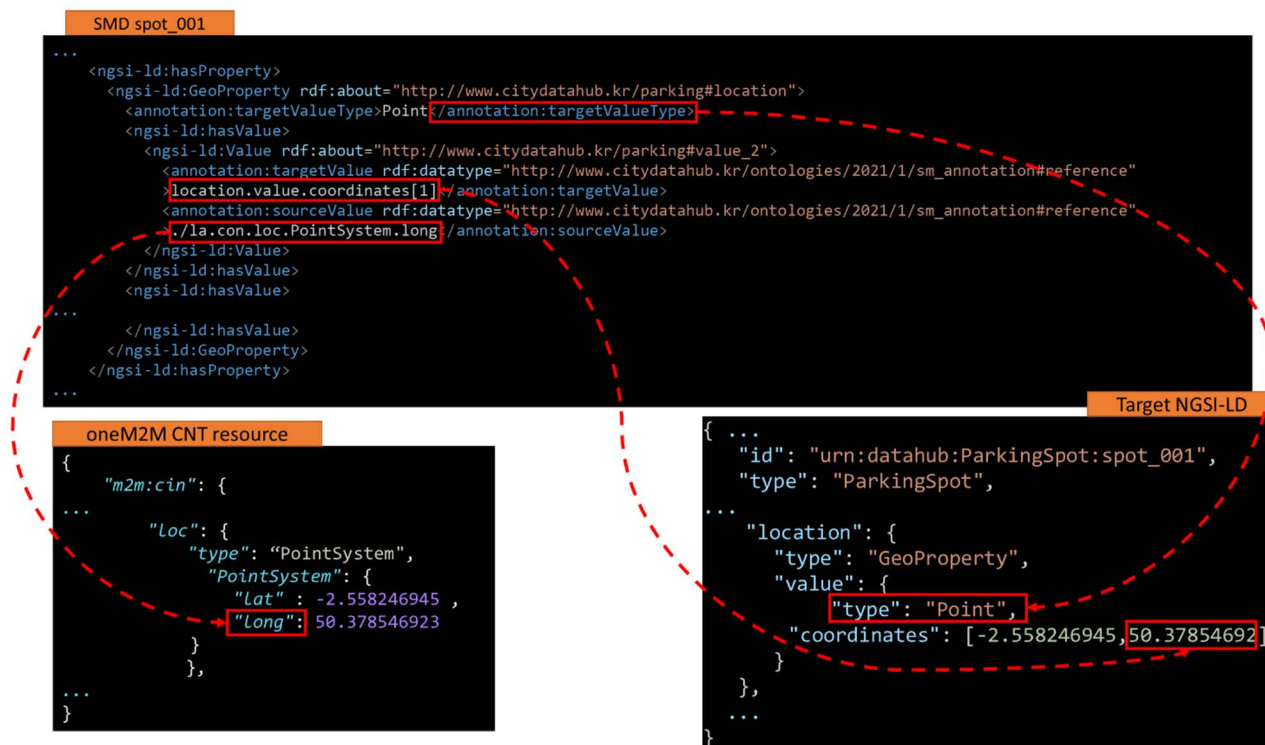 SMD spot_001
...
<ngsi-ld:hasProperty>
<ngsi-ld:GeoProperty rdf:about="http://www.citydatahub.kr/parking#location">
<annotation:targetValueType>Point</annotation:targetValueType>
<ngsi-ld:hasValue>
<ngsi-ld:Value rdf:about="http://www.citydatahub.kr/parking#value_2">
<annotation:targetValue rdf:datatype="http://www.citydatahub.kr/ontologies/2021/1/sm_annotation#reference"
>location.value.coordinates[1]</annotation:targetValue>
<annotation:sourceValue rdf:datatype="http://www.citydatahub.kr/ontologies/2021/1/sm_annotation#reference"
>./la.con.loc.PointSystem.long</annotation:sourceValue>
</ngsi-ld:Value>
</ngsi-ld:hasValue>
<ngsi-ld:hasValue>
...
</ngsi-ld:hasValue>
</ngsi-ld:GeoProperty>
</ngsi-ld:hasProperty>
...
oneM2M CNT resource
{
"m2m:cin": {
...
"loc": {
"type": “PointSystem”,
"PointSystem": {
"lat" : -2.558246945 ,
"long": 50.378546923
}
},
...
}
Target NGSI-LD
{ ...
"id": "urn:datahub:ParkingSpot:spot_001",
"type": "ParkingSpot",
...
"location": {
"type": "GeoProperty",
"value": {
"type": "Point",
"coordinates": [-2.558246945,50.37854692]
}
},
...
}